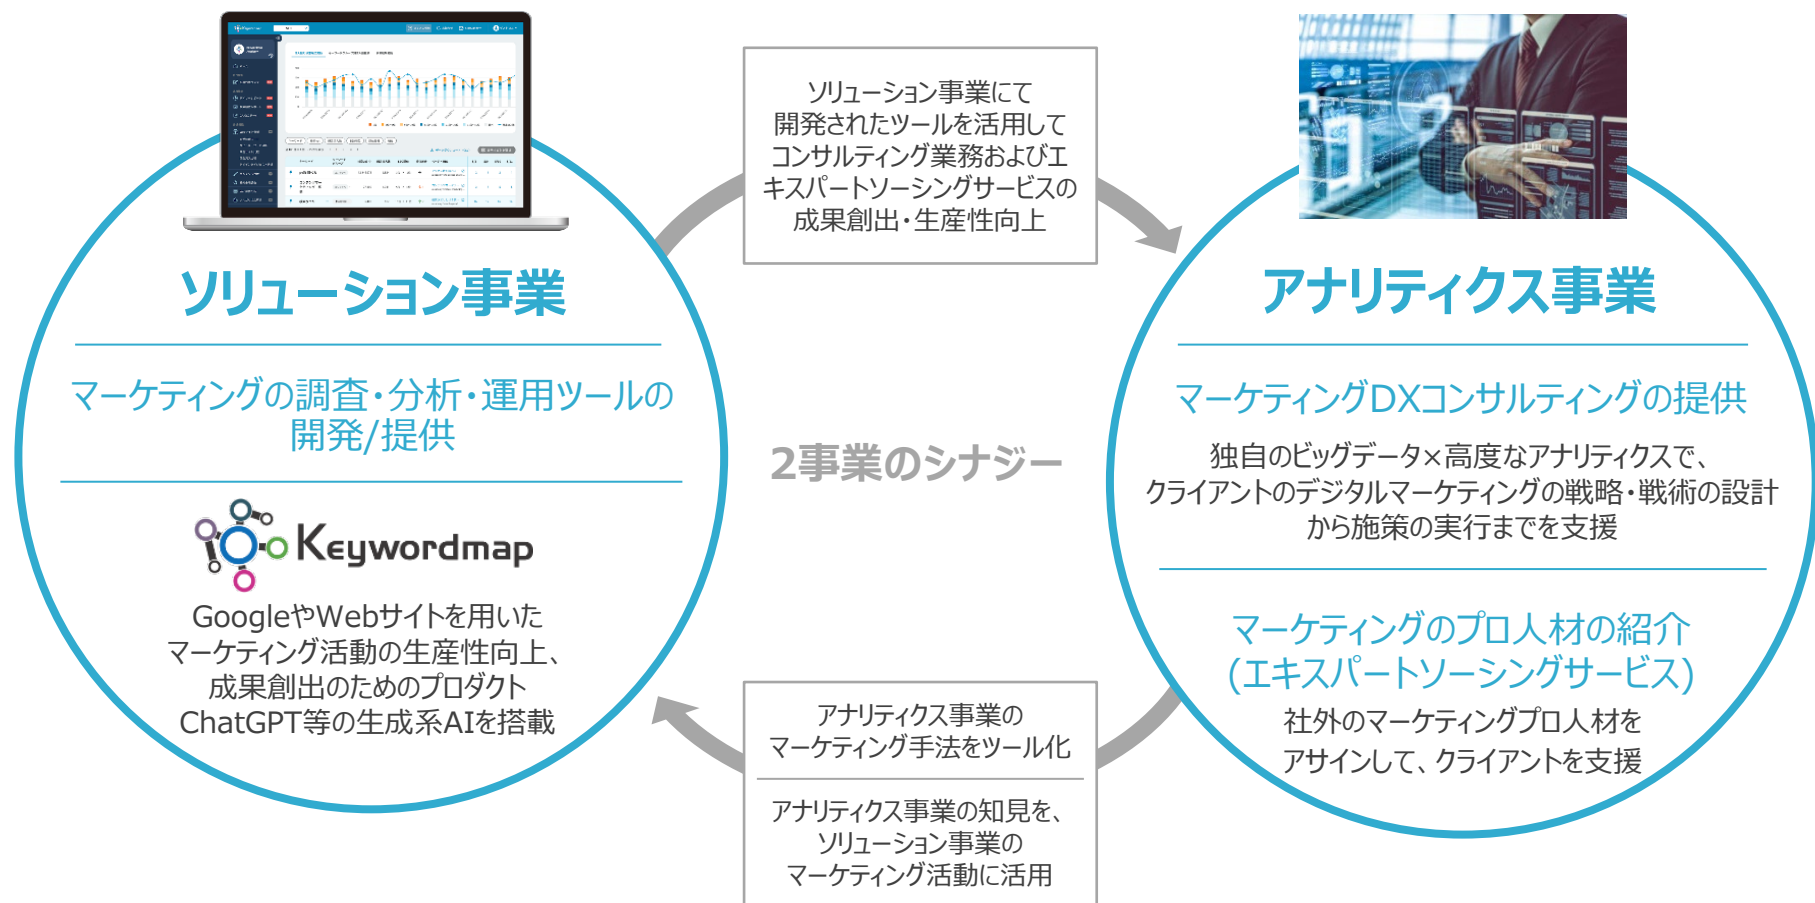 ソリューション事業
マーケティングの調査・分析・運用ツールの
開発/提供
Keywordmap
GoogleやWebサイトを用いた
マーケティング活動の生産性向上、
成果創出のためのプロダクト
ChatGPT等の生成系AIを搭載
ソリューション事業にて
開発されたツールを活用して
コンサルティング業務およびエ
キスパートソーシングサービスの
成果創出・生産性向上
2事業のシナジー
アナリティクス事業の
マーケティング手法をツール化
アナリティクス事業の知見を、
ソリューション事業の
マーケティング活動に活用
アナリティクス事業
マーケティングDXコンサルティングの提供
独自のビッグデータ×高度なアナリティクスで、
クライアントのデジタルマーケティングの戦略・戦術の設計
から施策の実行までを支援
マーケティングのプロ人材の紹介
(エキスパートソーシングサービス)
社外のマーケティングプロ人材を
アサインして、クライアントを支援